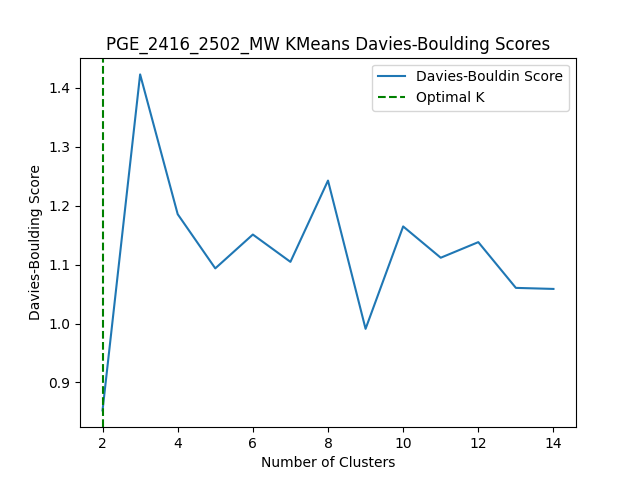 PGE_2416_2502_MW KMeans Davies-Boulding Scores
Davies-Bouldin Score
Optimal K
Davies-Boulding Score
1.4
1.3
1.2
1.1
1.0
0.9
2 4 6 8 10 12 14
Number of Clusters